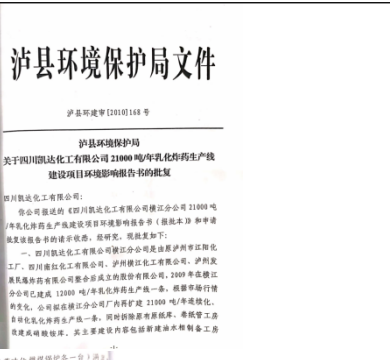 泸县环境保护局文件
泸县环建审[2010]168号
泸县环境保护局
关于四川凯达化工有限公司21000吨/年乳化炸药生产线
建设项目环境影响报告书的批复
四川凯达化工有限公司：
你公司报送的《四川凯达化工有限公司横江分公司21000吨
/年乳化炸药生产线建设项目环境影响报告书（报批本）》和申请
批复该报告书的请示收悉，经研究，现批复如下：
一、四川凯达化工有限公司横江分公司是由原泸州市江阳化
工厂、四川南红化工有限公司、泸州横江化工有限公司、泸州发
展民爆炸药有限公司整合后成立的股份有限公司，2009年在横江
分公司已建成12000吨/年乳化炸药生产线一条，根据市场行情
的变化，公司拟在横江分公司厂内再扩建21000吨/年连续化、
自动化乳化炸药生产线一条，同时拆除原有原纸库、卷纸管工房
改建成硝酸铵库，其主要建设内容包括新建油水相制备工房